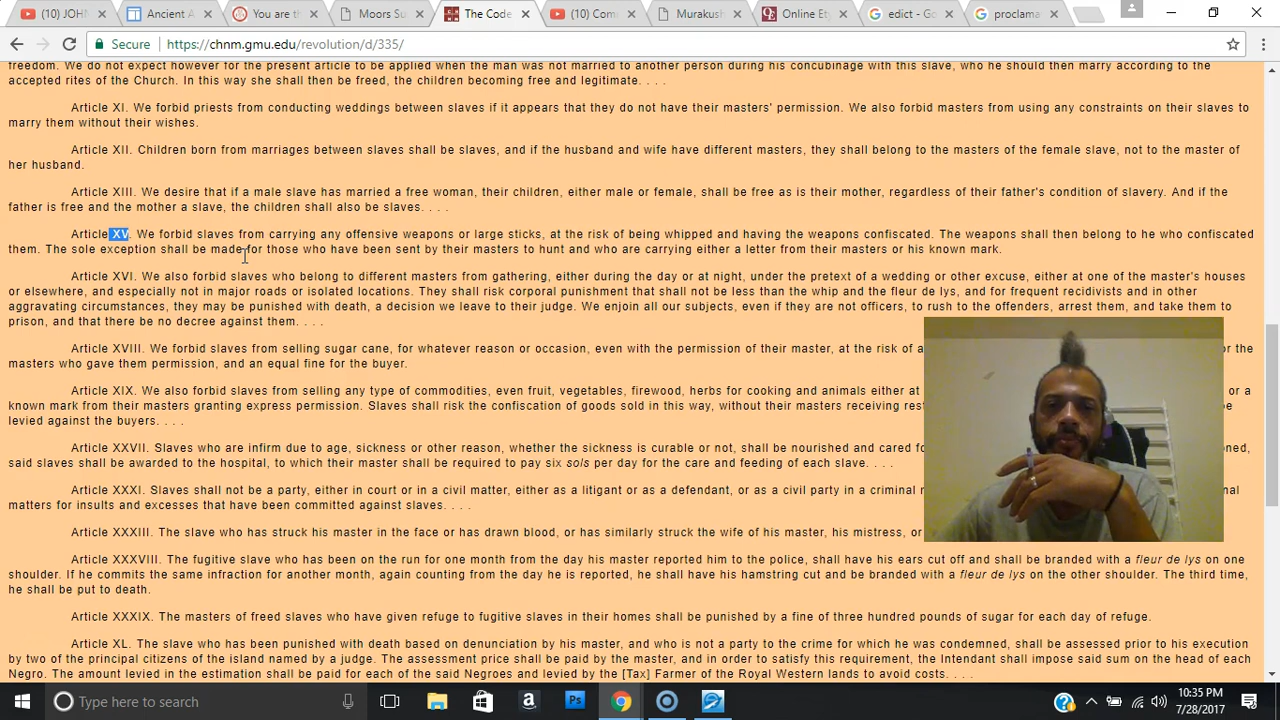 (10) JOHN
Ancient A
You are th
Moors Su
The Code
(10) Com
Murakush
Online Et
edict - Go
proclama
Secure
https://chnm.gmu.edu/revolution/d/335/
freedom. We do not expect however for the present article to be applied when the man was not married to another person during his concubinage with this slave, who he should then marry according to the
accepted rites of the Church. In this way she shall then be freed, the children becoming free and legitimate. . . .
Article XI. We forbid priests from conducting weddings between slaves if it appears that they do not have their masters' permission. We also forbid masters from using any constraints on their slaves to
marry them without their wishes.
Article XII. Children born from marriages between slaves shall be slaves, and if the husband and wife have different masters, they shall belong to the masters of the female slave, not to the master of
her husband.
Article XIII. We desire that if a male slave has married a free woman, their children, either male or female, shall be free as is their mother, regardless of their father's condition of slavery. And if the
father is free and the mother a slave, the children shall also be slaves. . . .
Article XV. We forbid slaves from carrying any offensive weapons or large sticks, at the risk of being whipped and having the weapons confiscated. The weapons shall then belong to he who confiscated
them. The sole exception shall be made for those who have been sent by their masters to hunt and who are carrying either a letter from their masters or his known mark.
Article XVI. We also forbid slaves who belong to different masters from gathering, either during the day or at night, under the pretext of a wedding or other excuse, either at one of the master's houses
or elsewhere, and especially not in major roads or isolated locations. They shall risk corporal punishment that shall not be less than the whip and the fleur de lys, and for frequent recidivists and in other
aggravating circumstances, they may be punished with death, a decision we leave to their judge. We enjoin all our subjects, even if they are not officers, to rush to the offenders, arrest them, and take them to
prison, and that there be no decree against them. . . .
Article XVIII. We forbid slaves from selling sugar cane, for whatever reason or occasion, even with the permission of their master, at the risk of a or the
masters who gave them permission, and an equal fine for the buyer.
Article XIX. We also forbid slaves from selling any type of commodities, even fruit, vegetables, firewood, herbs for cooking and animals either at or a
known mark from their masters granting express permission. Slaves shall risk the confiscation of goods sold in this way, without their masters receiving be
levied against the buyers. . . .
Article XXVII. Slaves who are infirm due to age, sickness or other reason, whether the sickness is curable or not, shall be nourished and cared
said slaves shall be awarded to the hospital, to which their master shall be required to pay six sols per day for the care and feeding of each slave. . . .
Article XXXI. Slaves shall not be a party, either in court or in a civil matter, either as a litigant or as a defendant, or as a civil party in a criminal
matters for insults and excesses that have been committed against slaves. . . .
Article XXXIII. The slave who has struck his master in the face or has drawn blood, or has similarly struck the wife of his master, his mistress, or
Article XXXVIII. The fugitive slave who has been on the run for one month from the day his master reported him to the police, shall have his ears cut off and shall be branded with a fleur de lys on one
shoulder. If he commits the same infraction for another month, again counting from the day he is reported, he shall have his hamstring cut and be branded with a fleur de lys on the other shoulder. The third time,
he shall be put to death.
Article XXXIX. The masters of freed slaves who have given refuge to fugitive slaves in their homes shall be punished by a fine of three hundred pounds of sugar for each day of refuge.
Article XL. The slave who has been punished with death based on denunciation by his master, and who is not a party to the crime for which he was condemned, shall be assessed prior to his execution
by two of the principal citizens of the island named by a judge. The assessment price shall be paid by the master, and in order to satisfy this requirement, the Intendant shall impose said sum on the head of each
Negro. The amount levied in the estimation shall be paid for each of the said Negroes and levied by the [Tax] Farmer of the Royal Western lands to avoid costs. . . .
Type here to search
10:35 PM
7/28/2017